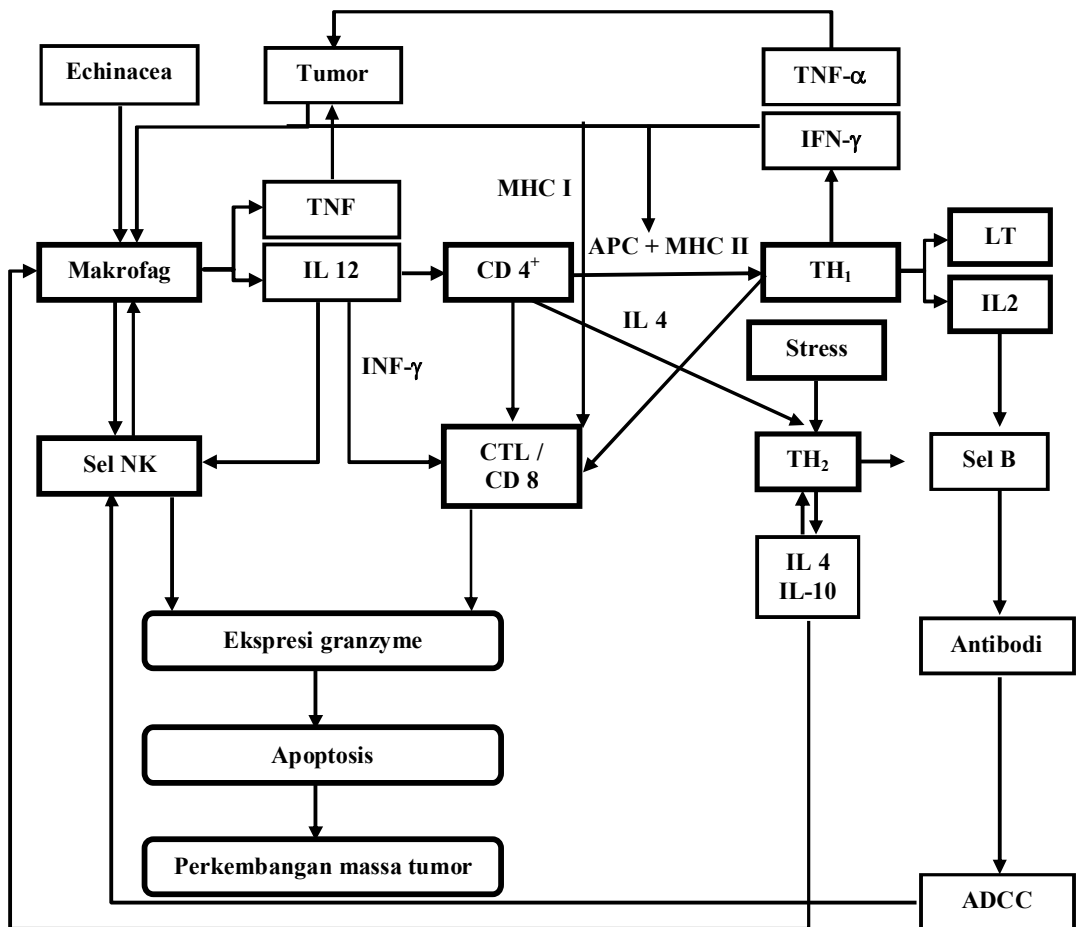 Echinacea
Tumor
TNF-α
IFN-γ
MHC I
TNF
APC + MHC II
LT
Makrofag
IL 12
CD 4⁺
TH₁
IL2
IL 4
Stress
INF-γ
Sel NK
CTL /
CD 8
TH₂
Sel B
IL 4
IL-10
Ekspresi granzyme
Antibodi
Apoptosis
Perkembangan massa tumor
ADCC